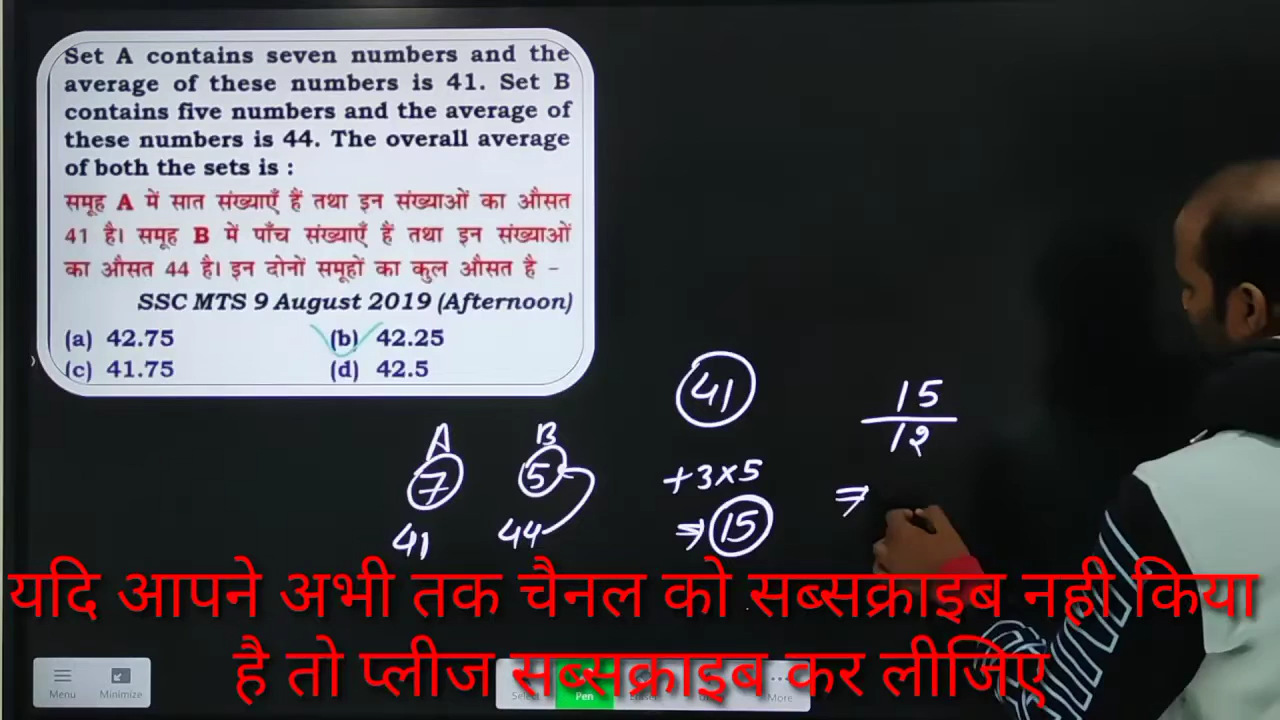 Set A contains seven numbers and the
average of these numbers is 41. Set B
contains five numbers and the average of
these numbers is 44. The overall average
of both the sets is :
समूह A में सात संख्याएँ हैं तथा इन संख्याओं का औसत
41 है। समूह B में पाँच संख्याएँ हैं तथा इन संख्याओं
का औसत 44 है। इन दोनों समूहों का कुल औसत है –
SSC MTS 9 August 2019 (Afternoon)
(a) 42.75 (b) 42.25
(c) 41.75 (d) 42.5
A B
7 5
41 44
41
+3×5
⇒ 15
15
12
⇒
यदि आपने अभी तक चैनल को सब्सक्राइब नही किया
है तो प्लीज सब्सक्राइब कर लीजिए
Menu Minimize Select Pen More